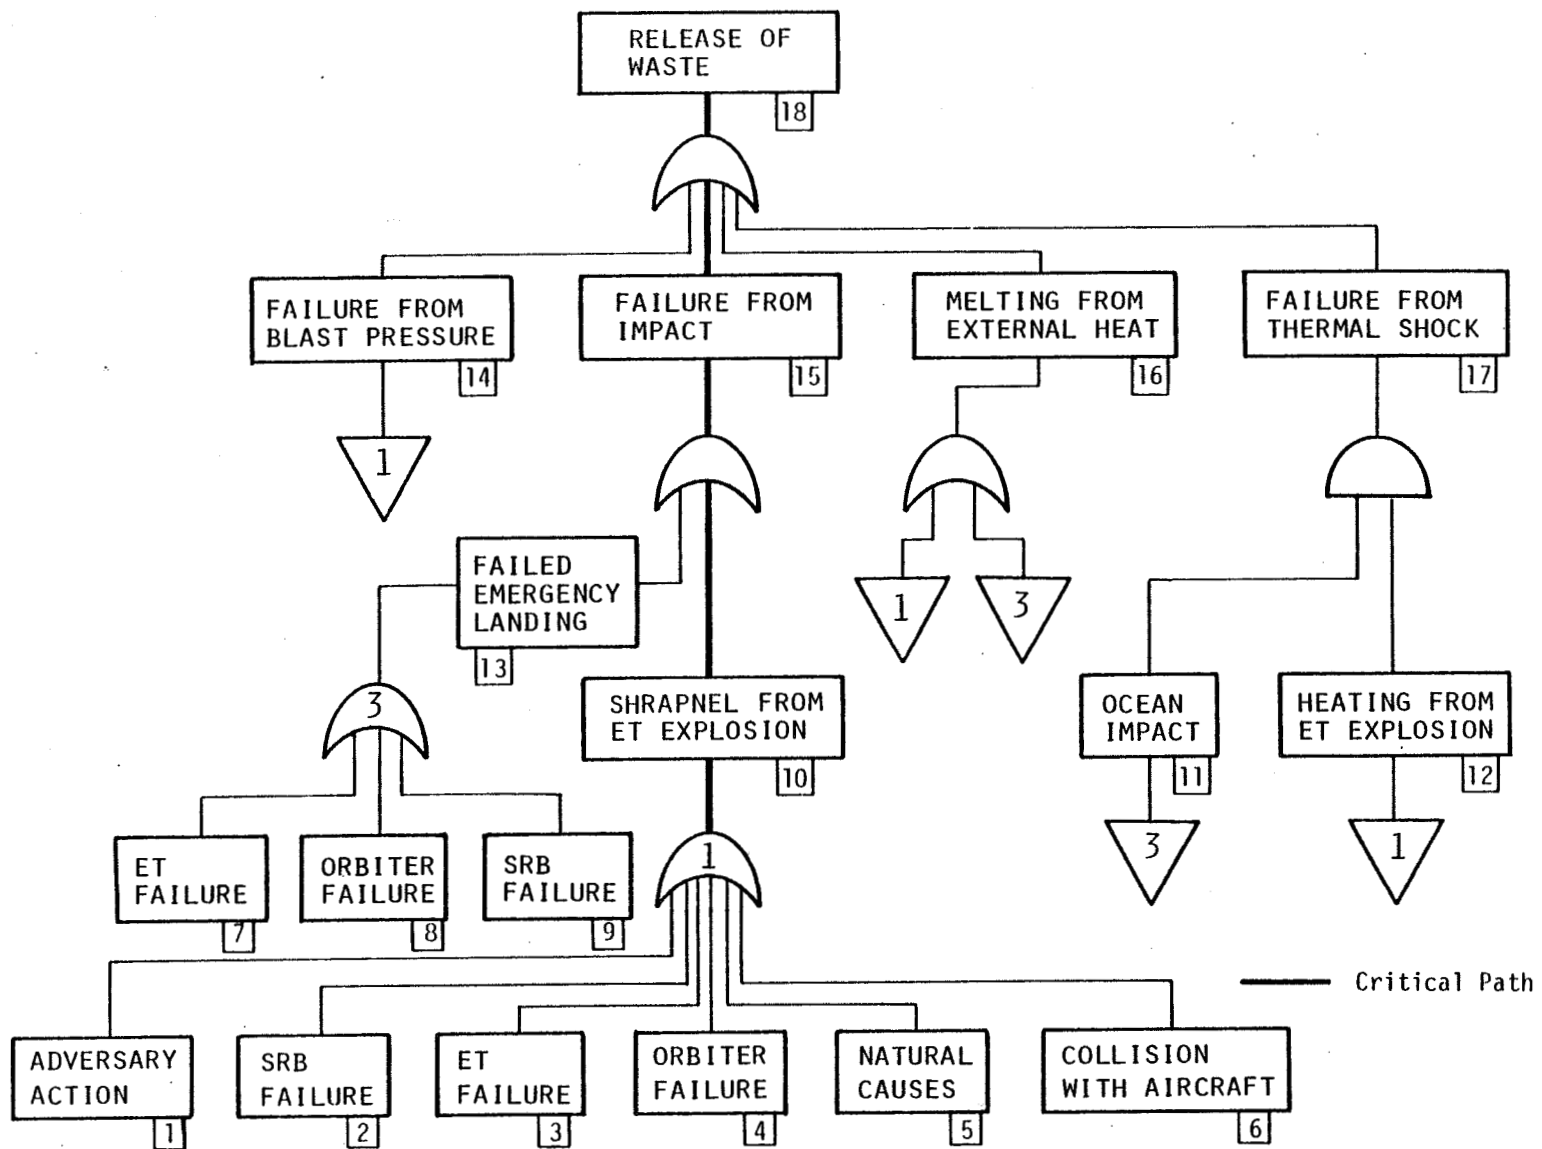 RELEASE OF
WASTE
18
FAILURE FROM
BLAST PRESSURE
14
FAILURE FROM
IMPACT
15
MELTING FROM
EXTERNAL HEAT
16
FAILURE FROM
THERMAL SHOCK
17
1
FAILED
EMERGENCY
LANDING
13
1
3
3
SHRAPNEL FROM
ET EXPLOSION
10
OCEAN
IMPACT
11
HEATING FROM
ET EXPLOSION
12
ET
FAILURE
7
ORBITER
FAILURE
8
SRB
FAILURE
9
1
3
1
Critical Path
ADVERSARY
ACTION
1
SRB
FAILURE
2
ET
FAILURE
3
ORBITER
FAILURE
4
NATURAL
CAUSES
5
COLLISION
WITH AIRCRAFT
6